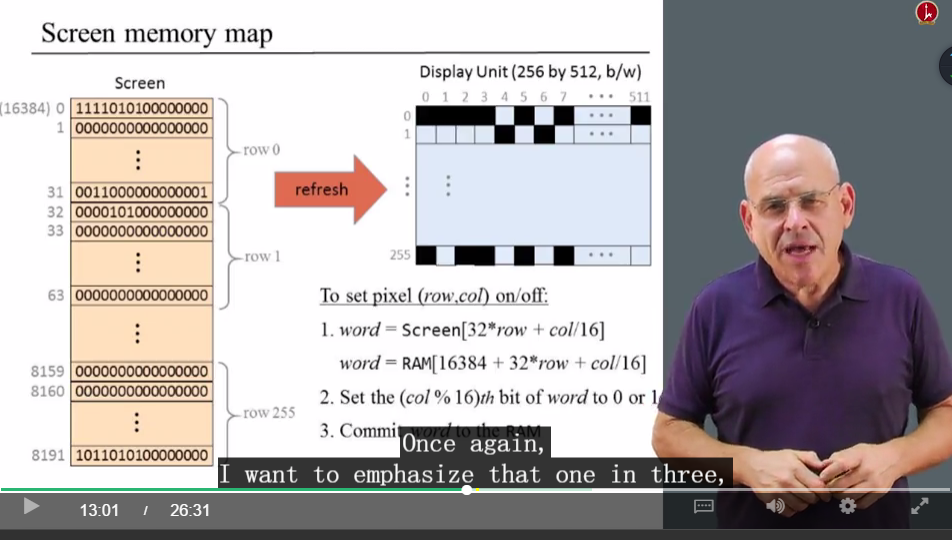 Screen memory map
Screen
(16384) 0 1111010100000000
1 0000000000000000
row 0
31 0011000000000001
32 0000101000000000
33 0000000000000000
row 1
63 0000000000000000
8159 0000000000000000
8160 0000000000000000
row 255
8191 1011010100000000
refresh
Display Unit (256 by 512, b/w)
0 1 2 3 4 5 6 7 ... 511
0 ...
1 ...
255 ...
To set pixel (row,col) on/off:
1. word = Screen[32*row + col/16]
word = RAM[16384 + 32*row + col/16]
2. Set the (col % 16)th bit of word to 0 or 1
3. Commit word to the RAM
Once again,
I want to emphasize that one in three,
13:01 / 26:31